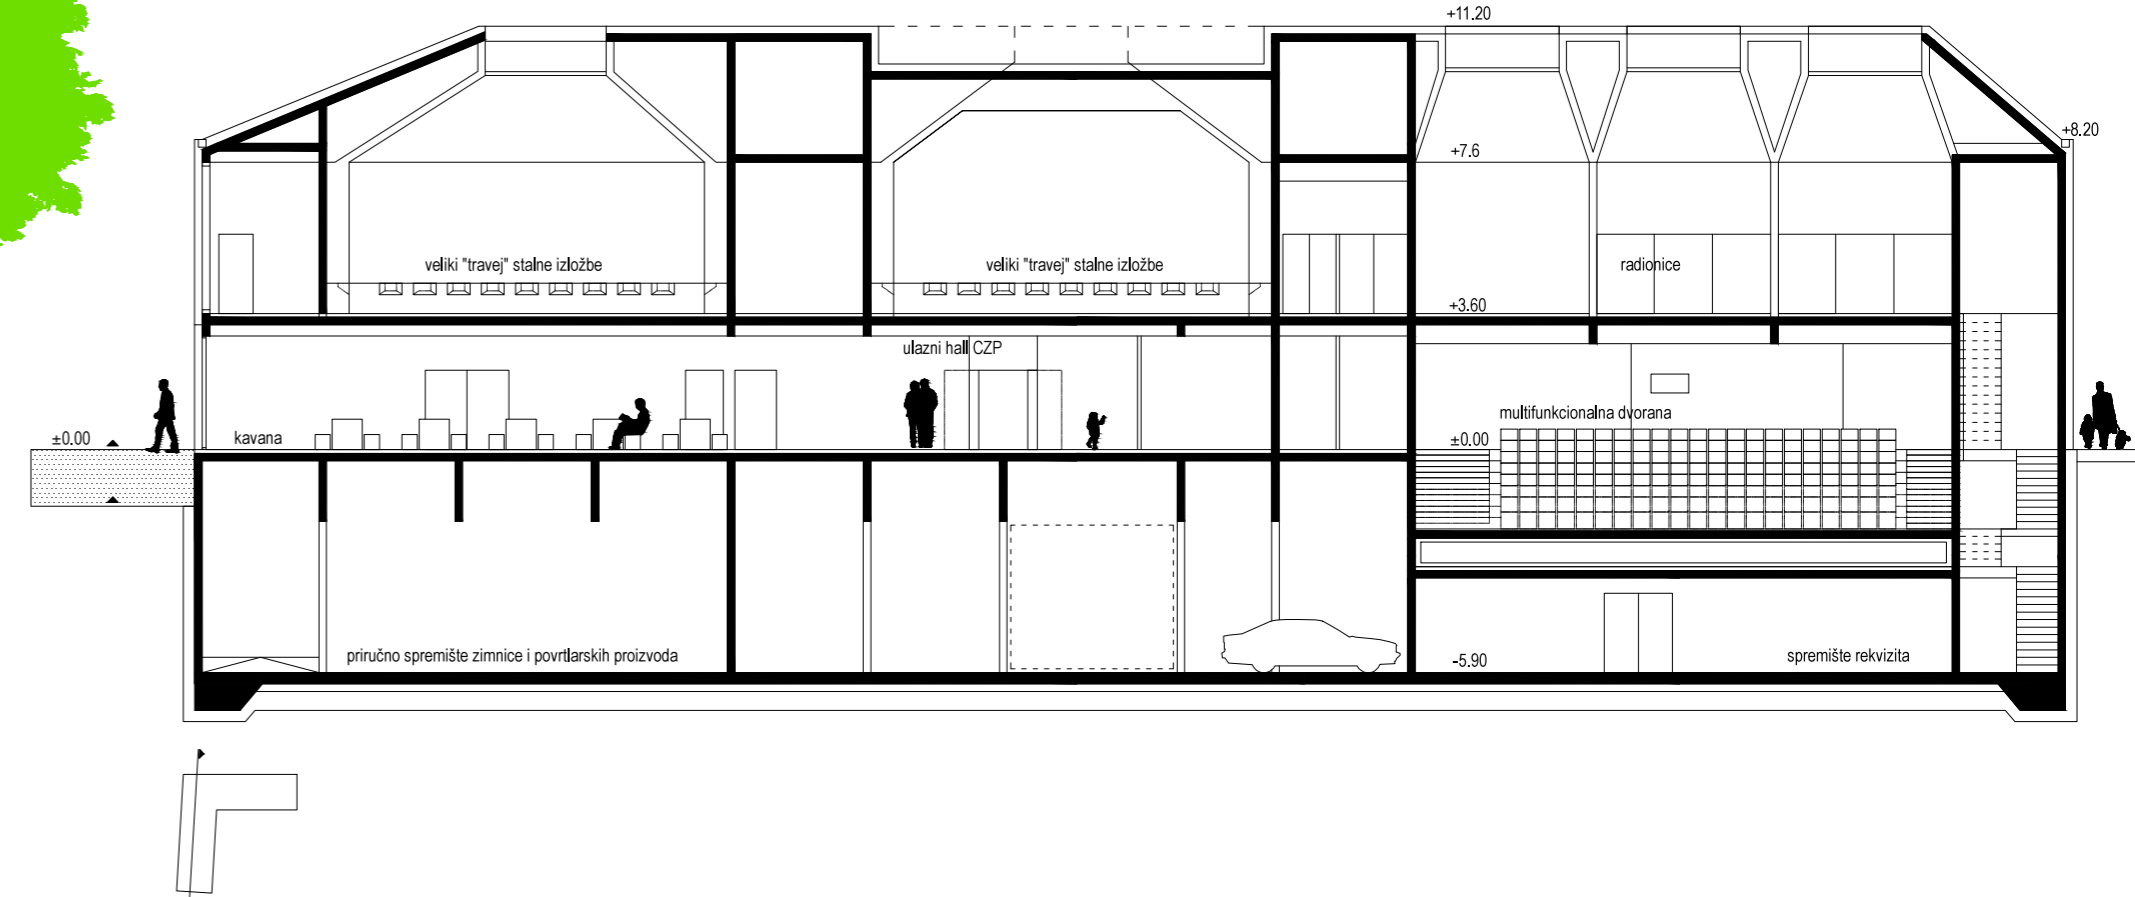 +11.20
+8.20
+7.6
veliki "travej" stalne izložbe
veliki "travej" stalne izložbe
radionice
+3.60
ulazni hall CZP
multifunkcionalna dvorana
±0.00
kavana
±0.00
priručno spremište zimnice i povrtlarskih proizvoda
-5.90
spremište rekvizita